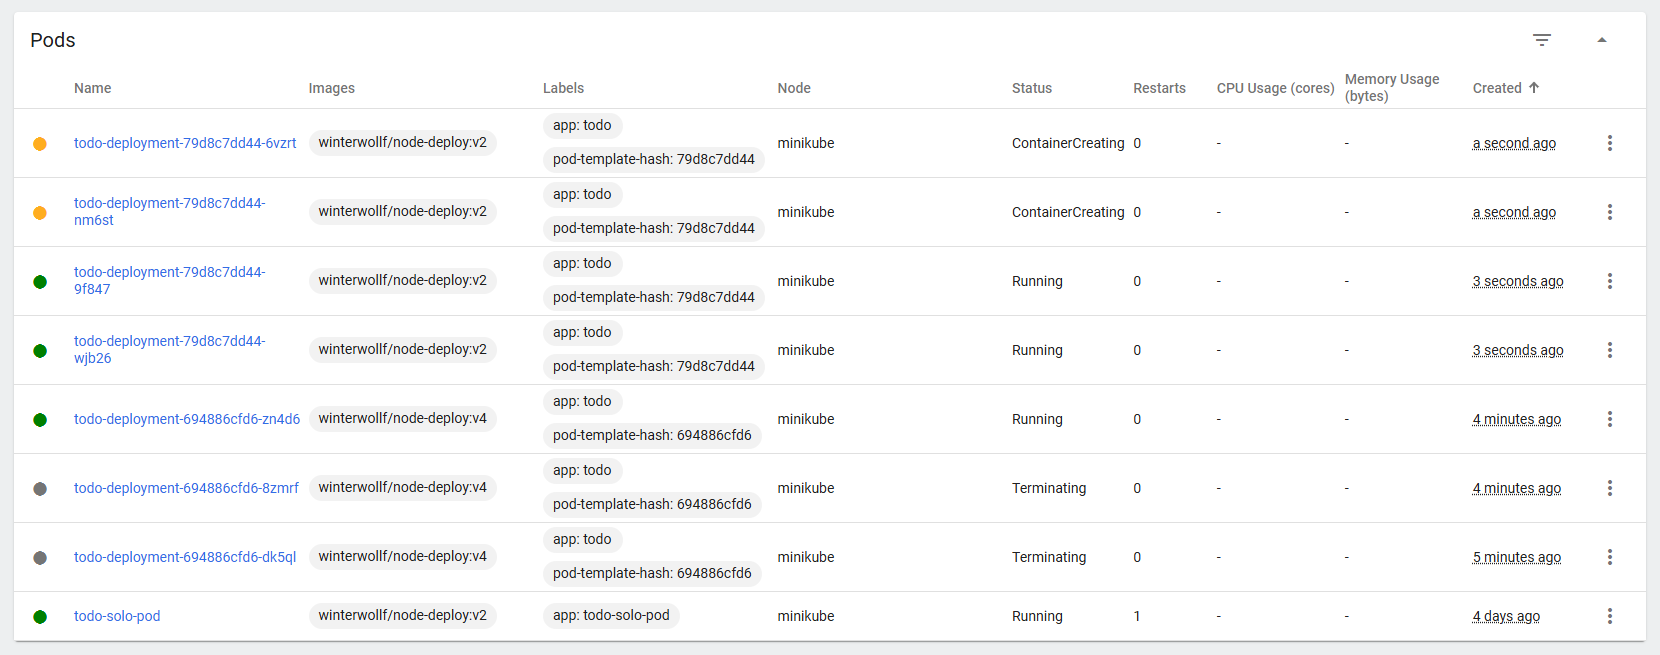 Pods
Name Images Labels Node Status Restarts CPU Usage (cores) Memory Usage (bytes) Created
todo-deployment-79d8c7dd44-6vzrt winterwollf/node-deploy:v2 app: todo pod-template-hash: 79d8c7dd44 minikube ContainerCreating 0 - - a second ago
todo-deployment-79d8c7dd44-nm6st winterwollf/node-deploy:v2 app: todo pod-template-hash: 79d8c7dd44 minikube ContainerCreating 0 - - a second ago
todo-deployment-79d8c7dd44-9f847 winterwollf/node-deploy:v2 app: todo pod-template-hash: 79d8c7dd44 minikube Running 0 - - 3 seconds ago
todo-deployment-79d8c7dd44-wjb26 winterwollf/node-deploy:v2 app: todo pod-template-hash: 79d8c7dd44 minikube Running 0 - - 3 seconds ago
todo-deployment-694886cfd6-zn4d6 winterwollf/node-deploy:v4 app: todo pod-template-hash: 694886cfd6 minikube Running 0 - - 4 minutes ago
todo-deployment-694886cfd6-8zmrf winterwollf/node-deploy:v4 app: todo pod-template-hash: 694886cfd6 minikube Terminating 0 - - 4 minutes ago
todo-deployment-694886cfd6-dk5ql winterwollf/node-deploy:v4 app: todo pod-template-hash: 694886cfd6 minikube Terminating 0 - - 5 minutes ago
todo-solo-pod winterwollf/node-deploy:v2 app: todo-solo-pod minikube Running 1 - - 4 days ago